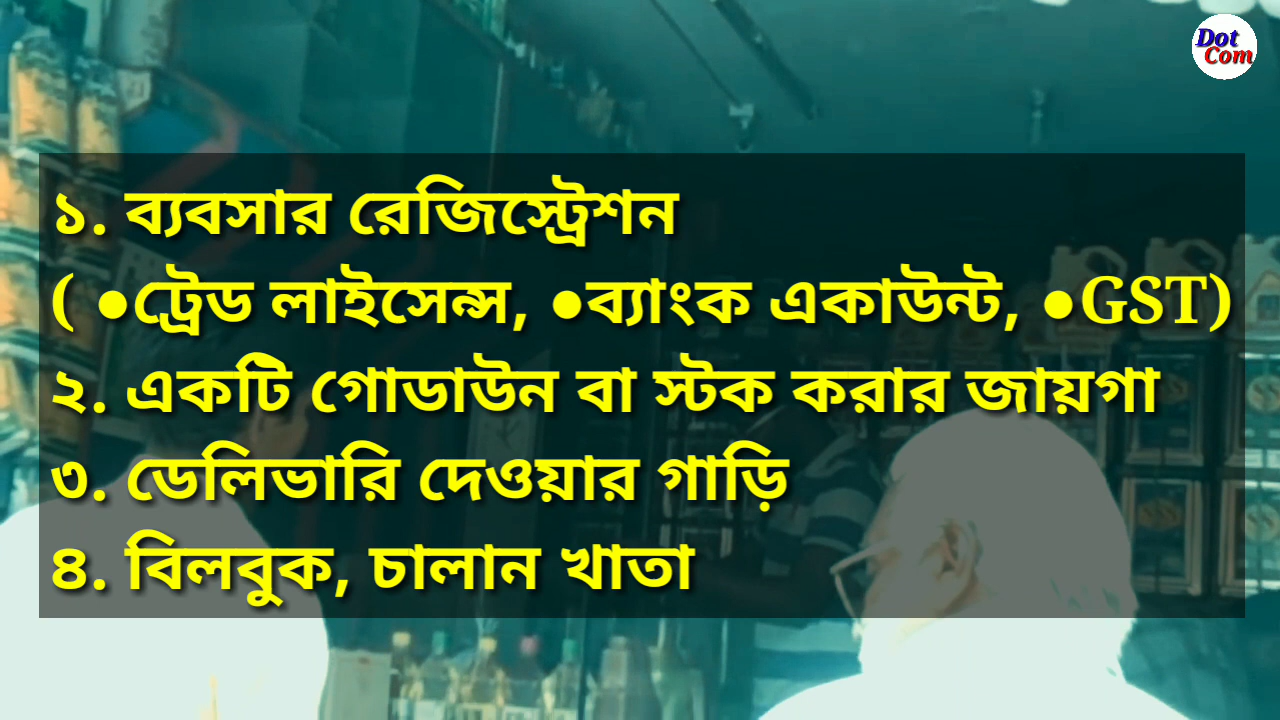 Dot
Com
১. ব্যবসার রেজিস্ট্রেশন
( ●ট্রেড লাইসেন্স, ●ব্যাংক একাউন্ট, ●GST)
২. একটি গোডাউন বা স্টক করার জায়গা
৩. ডেলিভারি দেওয়ার গাড়ি
৪. বিলবুক, চালান খাতা